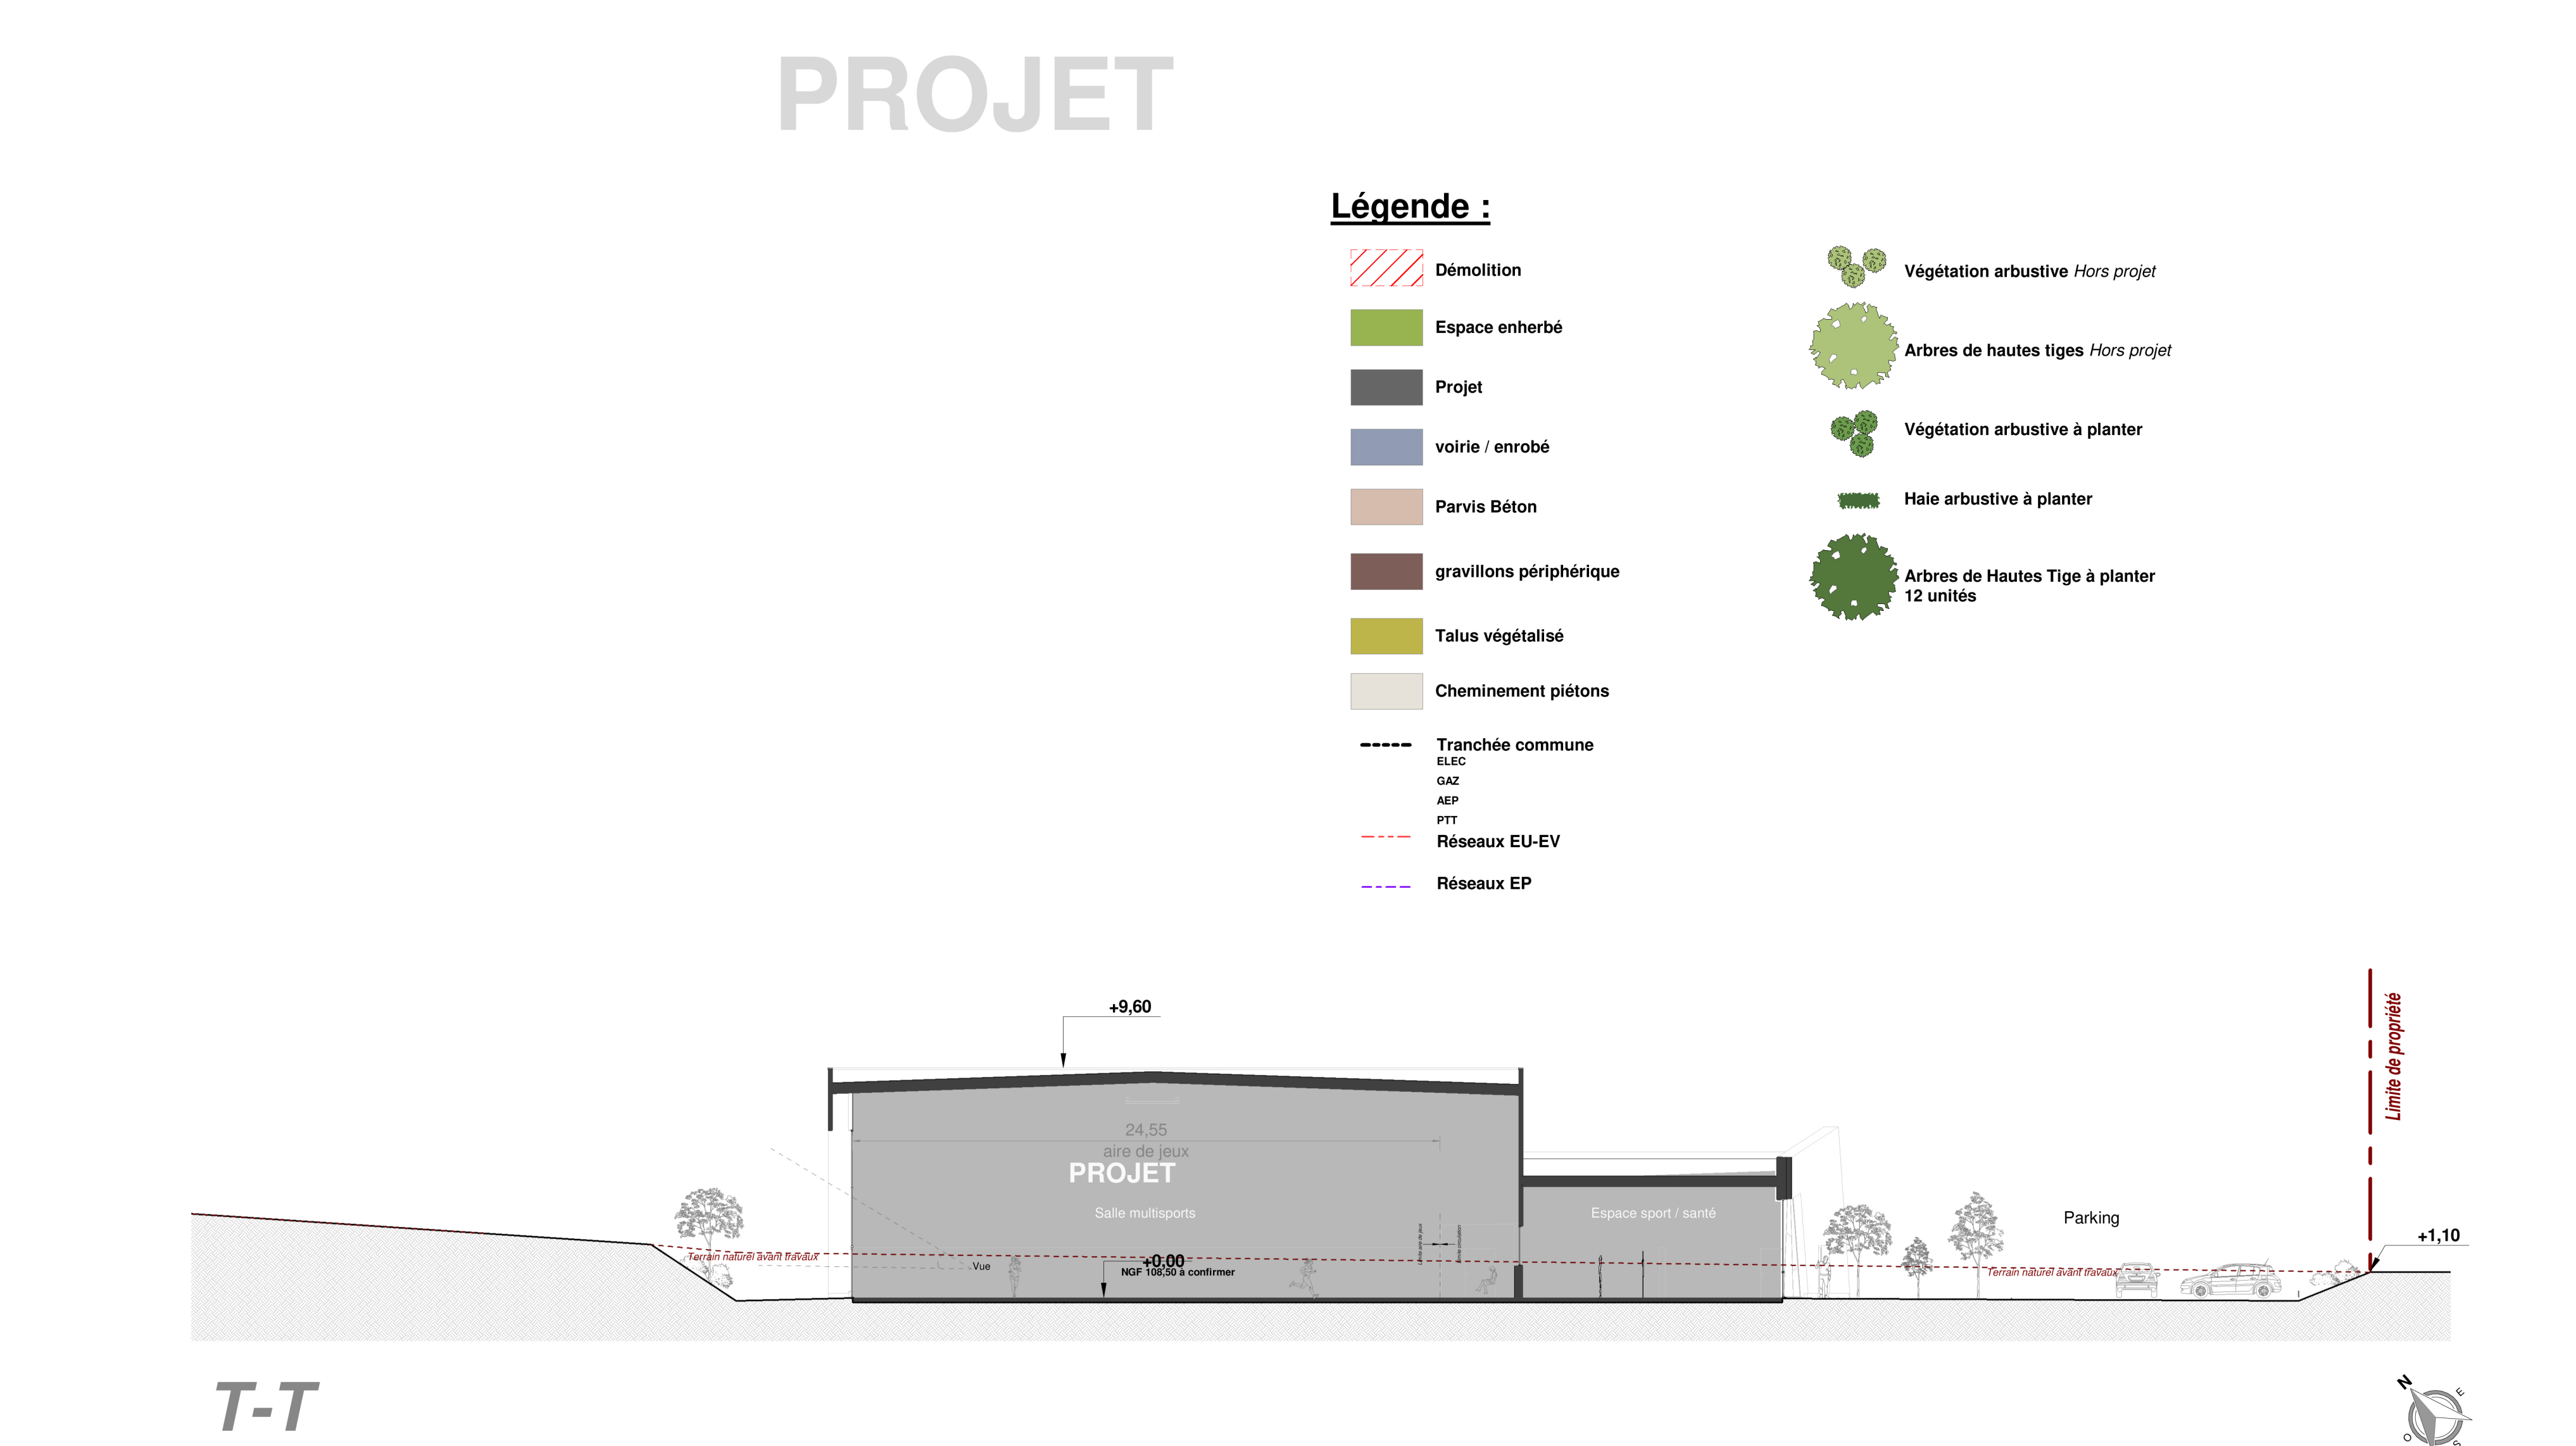 PROJET
Légende :
Démolition
Espace enherbé
Projet
voirie / enrobé
Parvis Béton
gravillons périphérique
Talus végétalisé
Cheminement piétons
Tranchée commune
ELEC
GAZ
AEP
PTT
Réseaux EU-EV
Réseaux EP
Végétation arbustive Hors projet
Arbres de hautes tiges Hors projet
Végétation arbustive à planter
Haie arbustive à planter
Arbres de Hautes Tige à planter
12 unités
+9,60
Limite de propriété
24,55
aire de jeux
PROJET
Salle multisports
Espace sport / santé
Parking
+1,10
Terrain naturel avant travaux
Vue
+0,00
NGF 108,50 à confirmer
Terrain naturel avant travaux
T-T
N
E
O
S